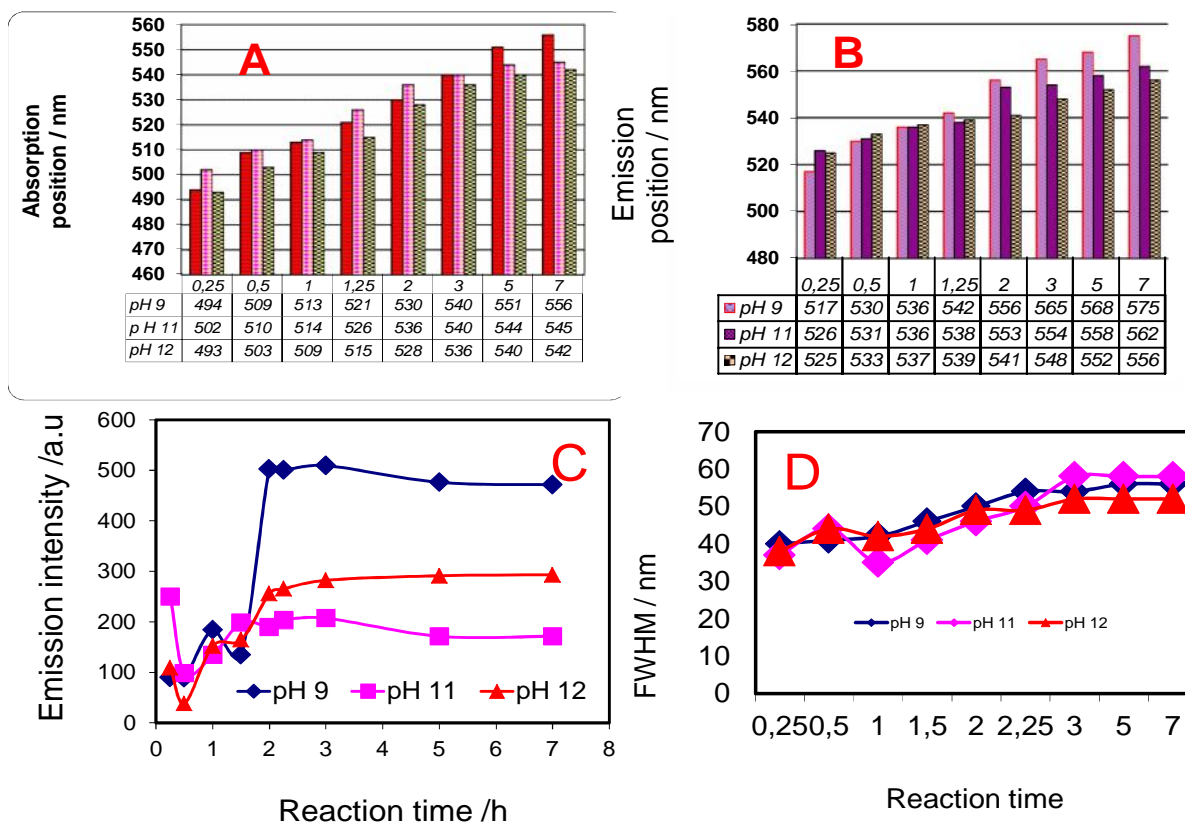 A
Absorption
position / nm
560
550
540
530
520
510
500
490
480
470
460
0,25 0,5 1 1,25 2 3 5 7
pH 9 494 509 513 521 530 540 551 556
p H 11 502 510 514 526 536 540 544 545
pH 12 493 503 509 515 528 536 540 542
B
Emission
position / nm
580
560
540
520
500
480
0,25 0,5 1 1,25 2 3 5 7
pH 9 517 530 536 542 556 565 568 575
pH 11 526 531 536 538 553 554 558 562
pH 12 525 533 537 539 541 548 552 556
C
Emission intensity /a.u
600
500
400
300
200
100
0
pH 9 pH 11 pH 12
0 1 2 3 4 5 6 7 8
Reaction time /h
D
FWHM / nm
70
60
50
40
30
20
10
0
pH 9 pH 11 pH 12
0,25 0,5 1 1,5 2 2,25 3 5 7
Reaction time